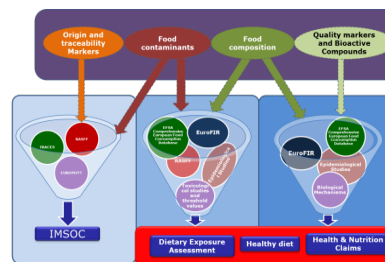 Origin and
traceability
Markers
Food
contaminants
Food
composition
Quality markers
and Bioactive
Compounds
TRACES
RASFF
EUROPHYT
IMSOC
EFSA
Comprehensive
European Food
Consumption
Database
EuroFIR
RASFF
Toxicologi-
cal studies
and
threshold
values
EFSA
Comprehensive
European Food
Consumption
Database
EuroFIR
Epidemiological
Studies
Biological
Mechanisms
Dietary Exposure
Assessment
Healthy diet
Health & Nutrition
Claims